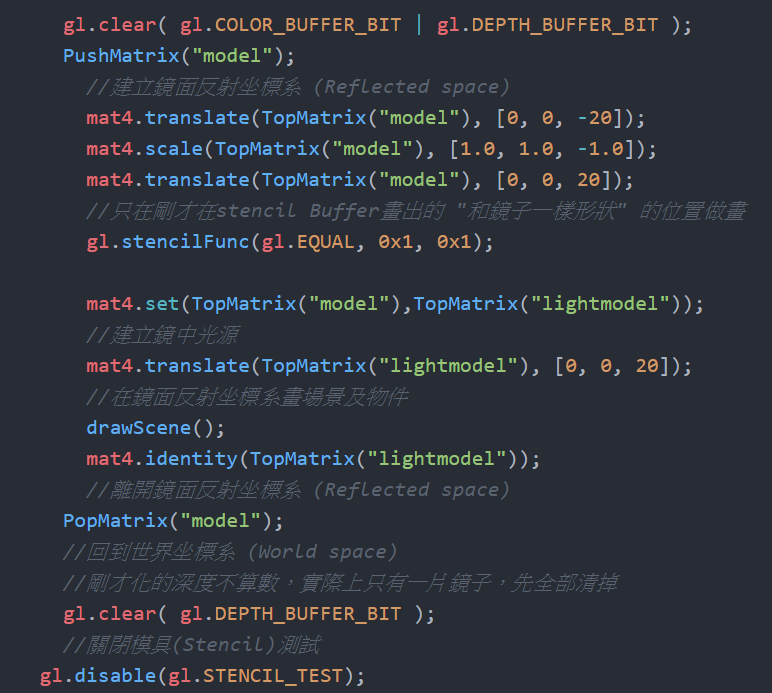 gl.clear( gl.COLOR_BUFFER_BIT | gl.DEPTH_BUFFER_BIT );
PushMatrix("model");
//建立鏡面反射坐標系 (Reflected space)
mat4.translate(TopMatrix("model"), [0, 0, -20]);
mat4.scale(TopMatrix("model"), [1.0, 1.0, -1.0]);
mat4.translate(TopMatrix("model"), [0, 0, 20]);
//只在剛才在stencil Buffer畫出的 "和鏡子一樣形狀" 的位置做畫
gl.stencilFunc(gl.EQUAL, 0x1, 0x1);
mat4.set(TopMatrix("model"),TopMatrix("lightmodel"));
//建立鏡中光源
mat4.translate(TopMatrix("lightmodel"), [0, 0, 20]);
//在鏡面反射坐標系畫場景及物件
drawScene();
mat4.identity(TopMatrix("lightmodel"));
//離開鏡面反射坐標系 (Reflected space)
PopMatrix("model");
//回到世界坐標系 (World space)
//剛才化的深度不算數，實際上只有一片鏡子，先全部清掉
gl.clear( gl.DEPTH_BUFFER_BIT );
//關閉模具(Stencil)測試
gl.disable(gl.STENCIL_TEST);